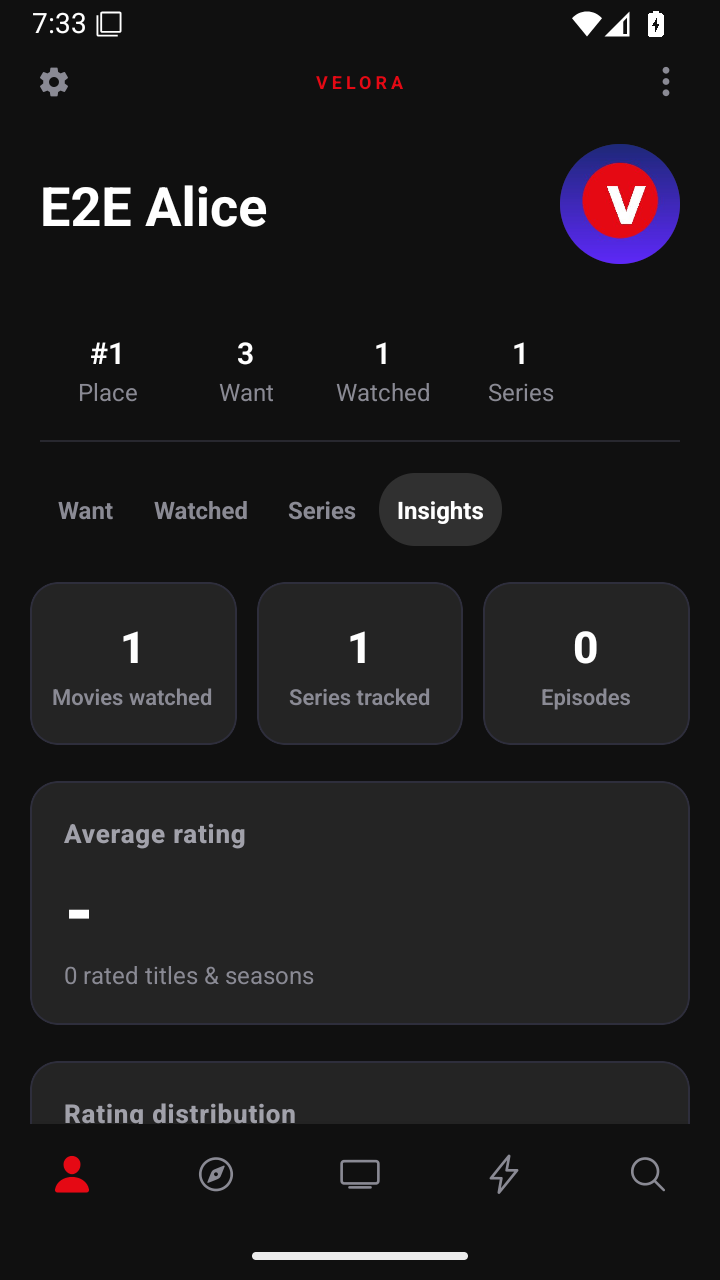 7:33
VELORA
E2E Alice
V
#1 3 1 1
Place Want Watched Series
Want Watched Series Insights
1 1 0
Movies watched Series tracked Episodes
Average rating
-
0 rated titles & seasons
Rating distribution